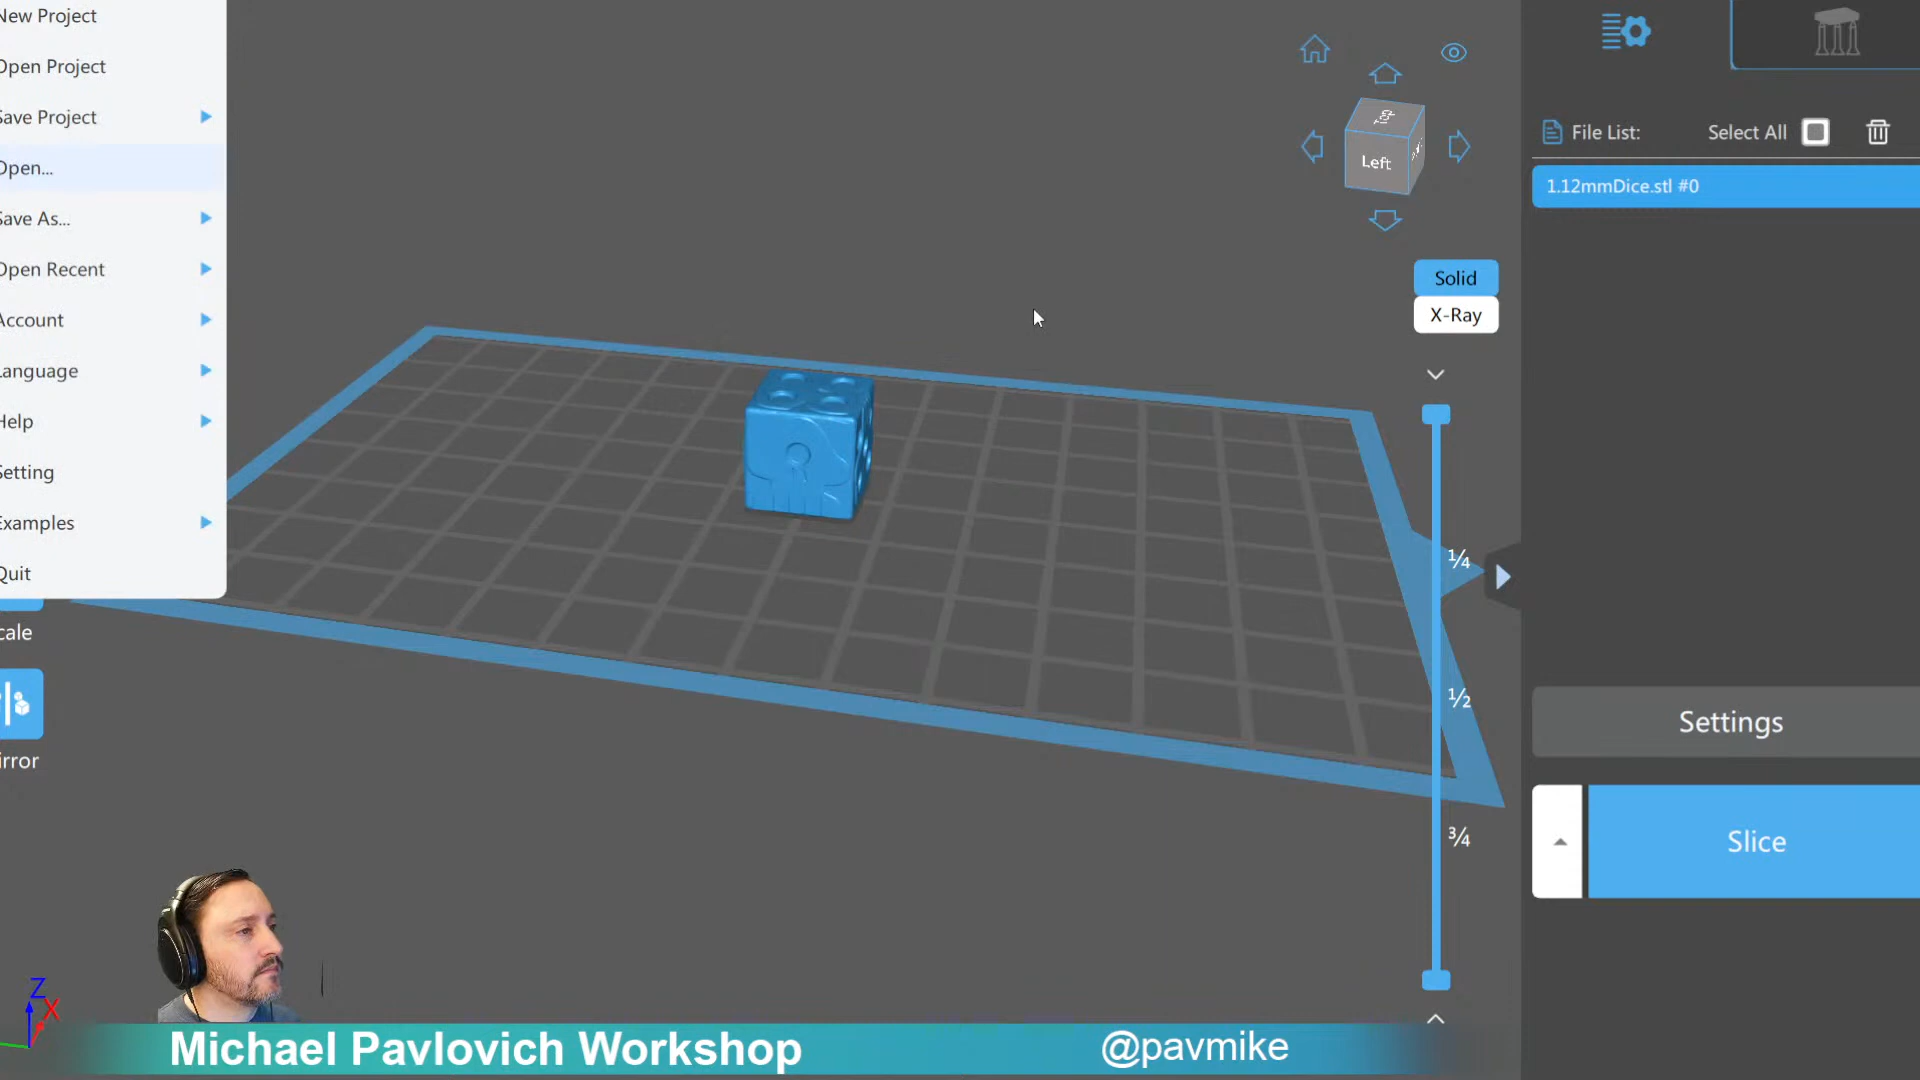 New Project
Open Project
Save Project
Open...
Save As...
Open Recent
Account
Language
Help
Setting
Examples
Quit
cale
irror
Top
Left
Solid
X-Ray
¼
½
¾
File List:
Select All
1.12mmDice.stl #0
Settings
Slice
Z
X
Michael Pavlovich Workshop
@pavmike